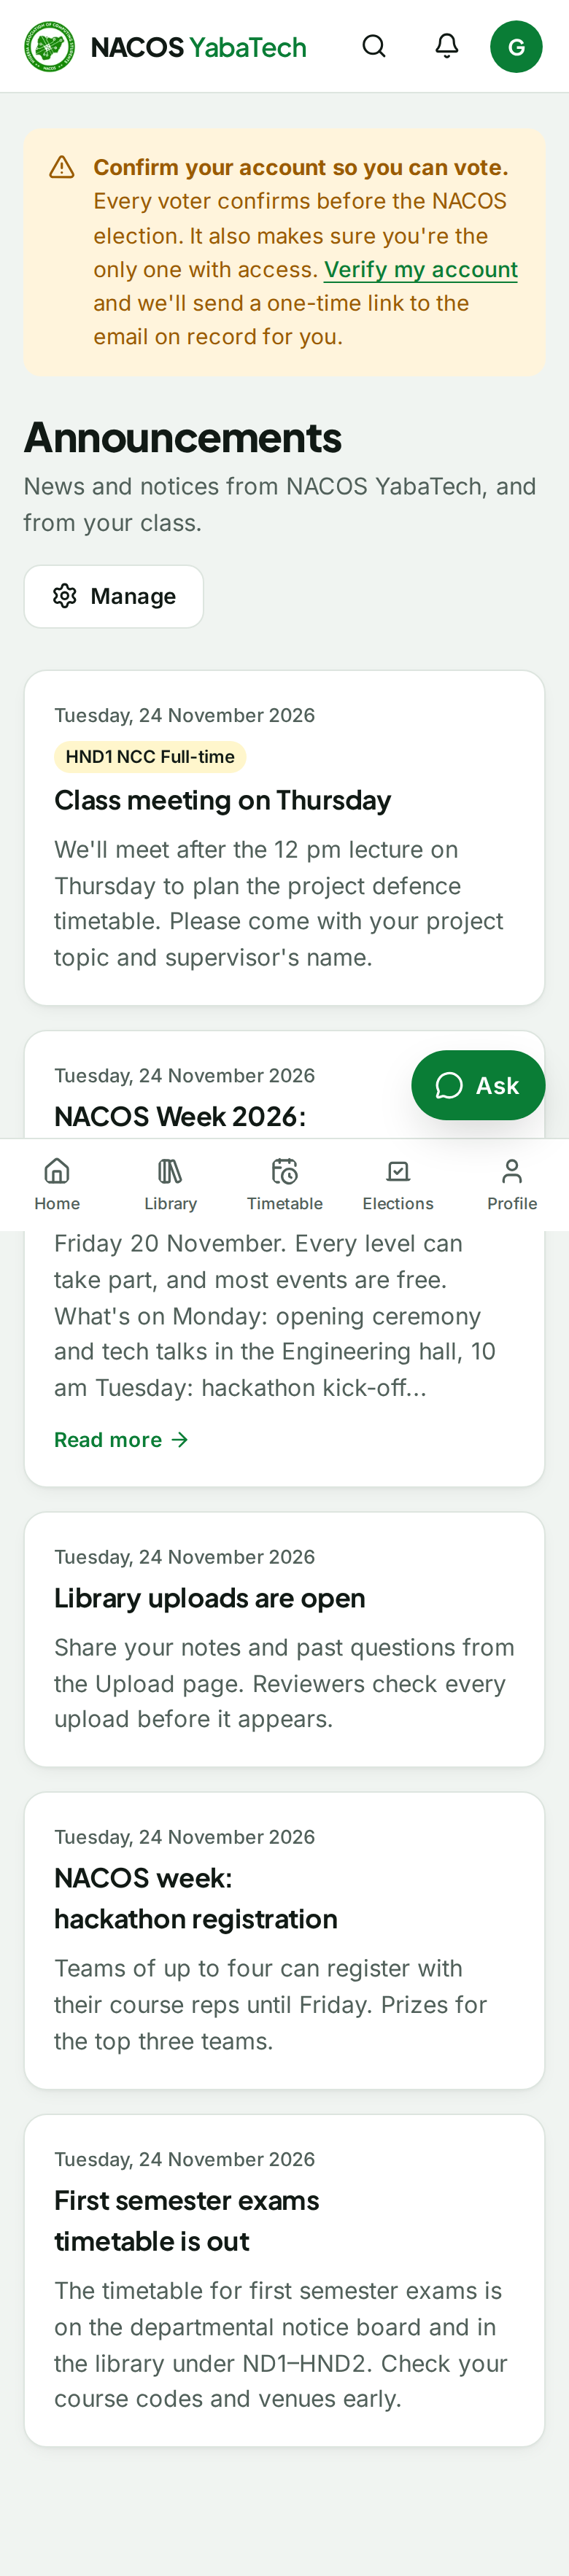 NACOS YabaTech
G
Confirm your account so you can vote.
Every voter confirms before the NACOS
election. It also makes sure you're the
only one with access. Verify my account
and we'll send a one-time link to the
email on record for you.
Announcements
News and notices from NACOS YabaTech, and
from your class.
Manage
Tuesday, 24 November 2026
HND1 NCC Full-time
Class meeting on Thursday
We'll meet after the 12 pm lecture on
Thursday to plan the project defence
timetable. Please come with your project
topic and supervisor's name.
Tuesday, 24 November 2026
Ask
NACOS Week 2026:
Home
Library
Timetable
Elections
Profile
Friday 20 November. Every level can
take part, and most events are free.
What's on Monday: opening ceremony
and tech talks in the Engineering hall, 10
am Tuesday: hackathon kick-off...
Read more
Tuesday, 24 November 2026
Library uploads are open
Share your notes and past questions from
the Upload page. Reviewers check every
upload before it appears.
Tuesday, 24 November 2026
NACOS week:
hackathon registration
Teams of up to four can register with
their course reps until Friday. Prizes for
the top three teams.
Tuesday, 24 November 2026
First semester exams
timetable is out
The timetable for first semester exams is
on the departmental notice board and in
the library under ND1–HND2. Check your
course codes and venues early.